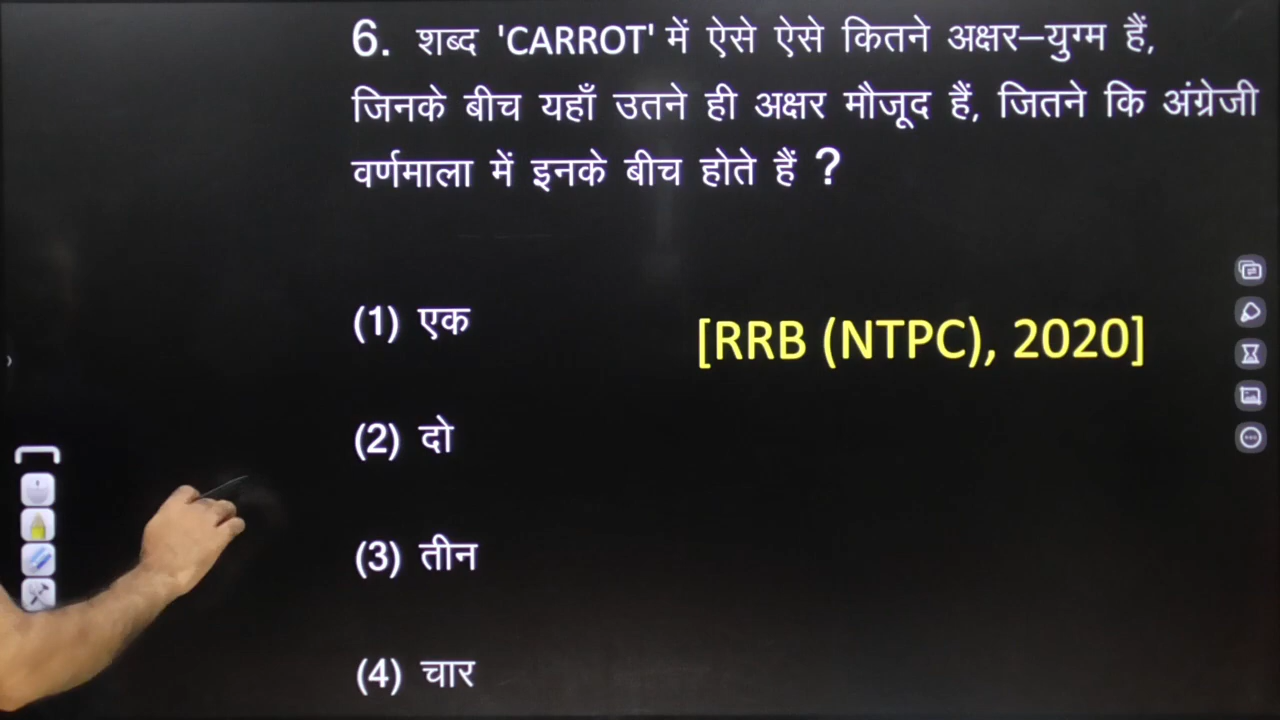 6. शब्द 'CARROT' में ऐसे ऐसे कितने अक्षर–युग्म हैं,
जिनके बीच यहाँ उतने ही अक्षर मौजूद हैं, जितने कि अंग्रेजी
वर्णमाला में इनके बीच होते हैं ?
(1) एक
[RRB (NTPC), 2020]
(2) दो
(3) तीन
(4) चार